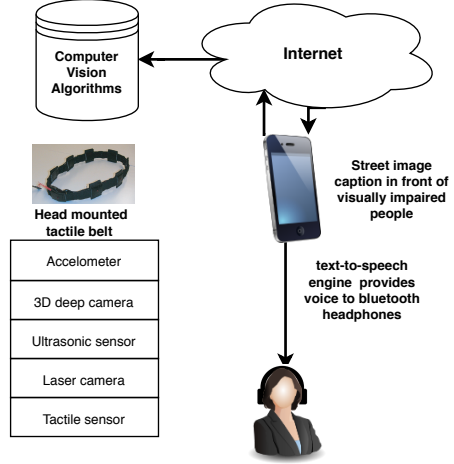 Computer
Vision
Algorithms
Internet
Street image
caption in front of
visually impaired
people
Head mounted
tactile belt
Accelometer
3D deep camera
Ultrasonic sensor
Laser camera
Tactile sensor
text-to-speech
engine provides
voice to bluetooth
headphones